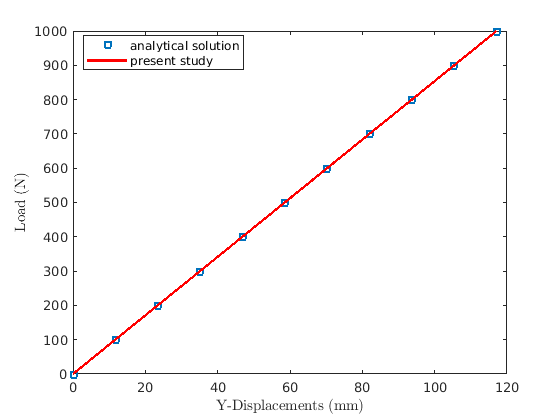 1000
900
800
700
600
500
400
300
200
100
0
Load (N)
analytical solution
present study
0 20 40 60 80 100 120
Y-Displacements (mm)